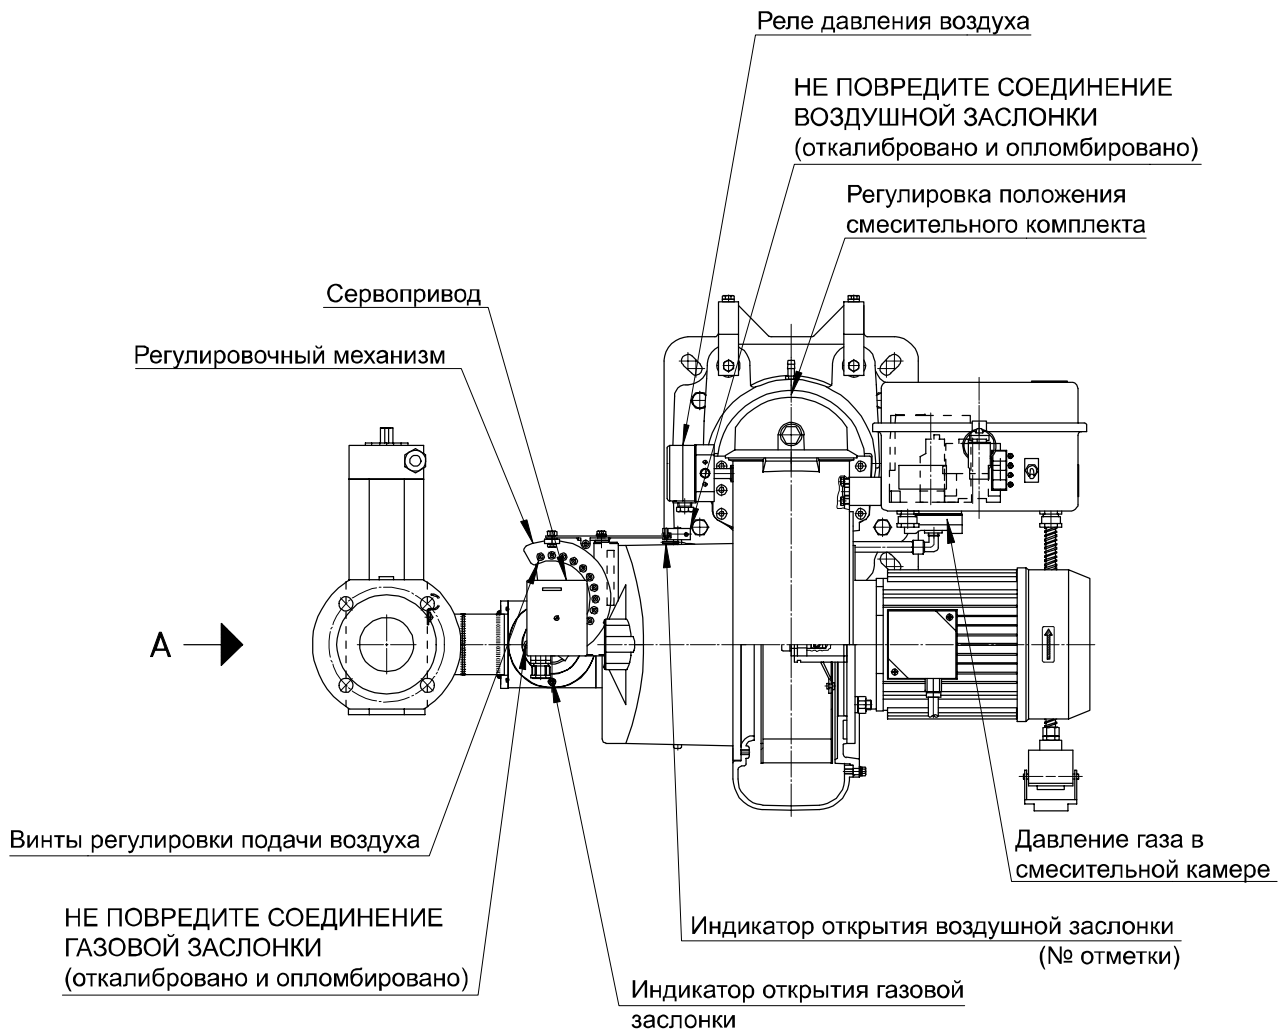 Реле давления воздуха
НЕ ПОВРЕДИТЕ СОЕДИНЕНИЕ
ВОЗДУШНОЙ ЗАСЛОНКИ
(откалибровано и опломбировано)
Регулировка положения
смесительного комплекта
Сервопривод
Регулировочный механизм
A
Винты регулировки подачи воздуха
Давление газа в
смесительной камере
НЕ ПОВРЕДИТЕ СОЕДИНЕНИЕ
ГАЗОВОЙ ЗАСЛОНКИ
(откалибровано и опломбировано)
Индикатор открытия воздушной заслонки
(№ отметки)
Индикатор открытия газовой
заслонки